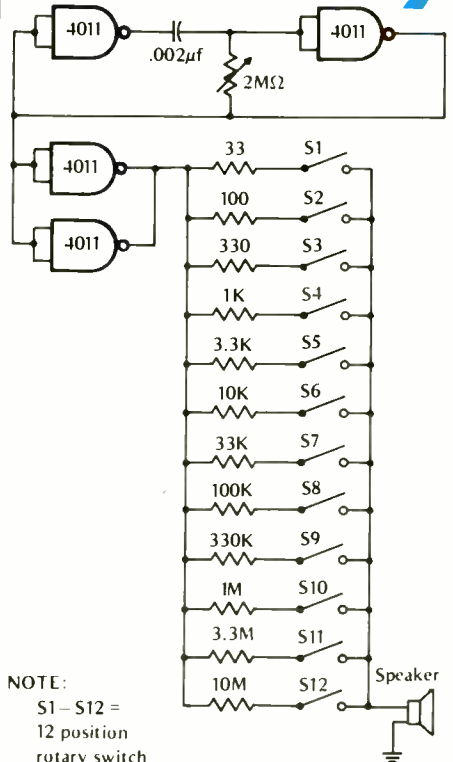 4011
.002μf
2MΩ
4011
4011
4011
33 S1
100 S2
330 S3
1K S4
3.3K S5
10K S6
33K S7
100K S8
330K S9
1M S10
3.3M S11
10M S12
Speaker
NOTE:
S1–S12 =
12 position
rotary switch